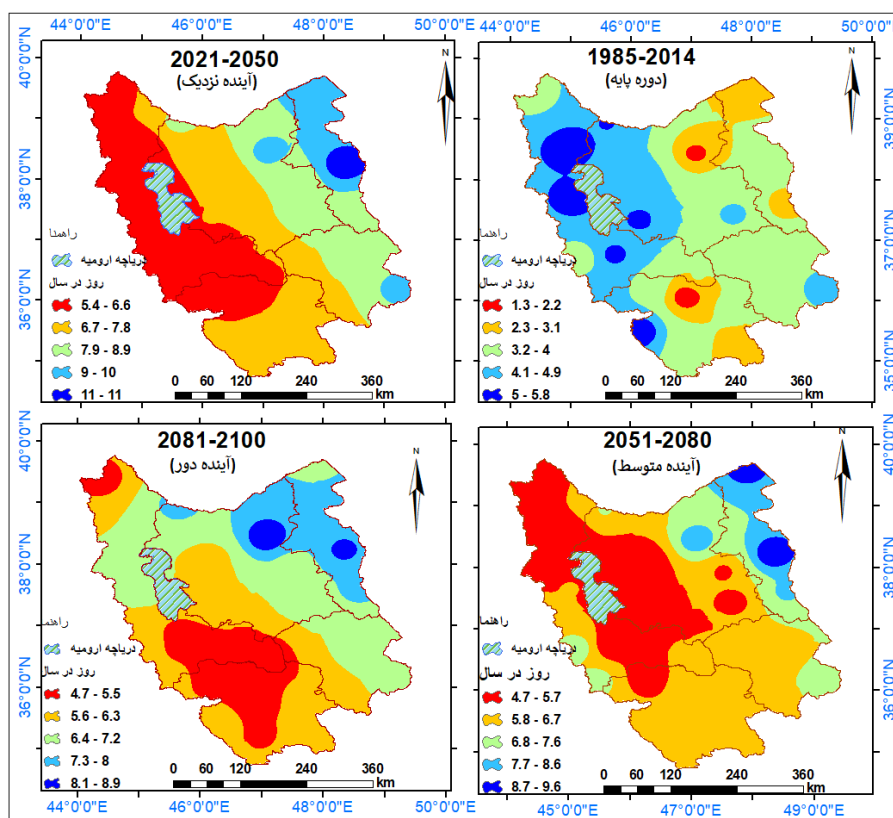 44°0'0"E 46°0'0"E 48°0'0"E 50°0'0"E
2021-2050
(آینده نزدیک)
N
40°0'0"N
38°0'0"N
36°0'0"N
راهنما
دریاچه ارومیه
روز در سال
5.4 - 6.6
6.7 - 7.8
7.9 - 8.9
9 - 10
11 - 11
0 60 120 240 360
km
44°0'0"E 46°0'0"E 48°0'0"E 50°0'0"E
1985-2014
(دوره پایه)
N
39°0'0"N
37°0'0"N
35°0'0"N
راهنما
دریاچه ارومیه
روز در سال
1.3 - 2.2
2.3 - 3.1
3.2 - 4
4.1 - 4.9
5 - 5.8
0 60 120 240 360
km
2081-2100
(آینده دور)
N
40°0'0"N
38°0'0"N
36°0'0"N
راهنما
دریاچه ارومیه
روز در سال
4.7 - 5.5
5.6 - 6.3
6.4 - 7.2
7.3 - 8
8.1 - 8.9
0 60 120 240 360
km
44°0'0"E 46°0'0"E 48°0'0"E 50°0'0"E
2051-2080
(آینده متوسط)
N
40°0'0"N
38°0'0"N
36°0'0"N
راهنما
دریاچه ارومیه
روز در سال
4.7 - 5.7
5.8 - 6.7
6.8 - 7.6
7.7 - 8.6
8.7 - 9.6
0 60 120 240 360
km
45°0'0"E 47°0'0"E 49°0'0"E